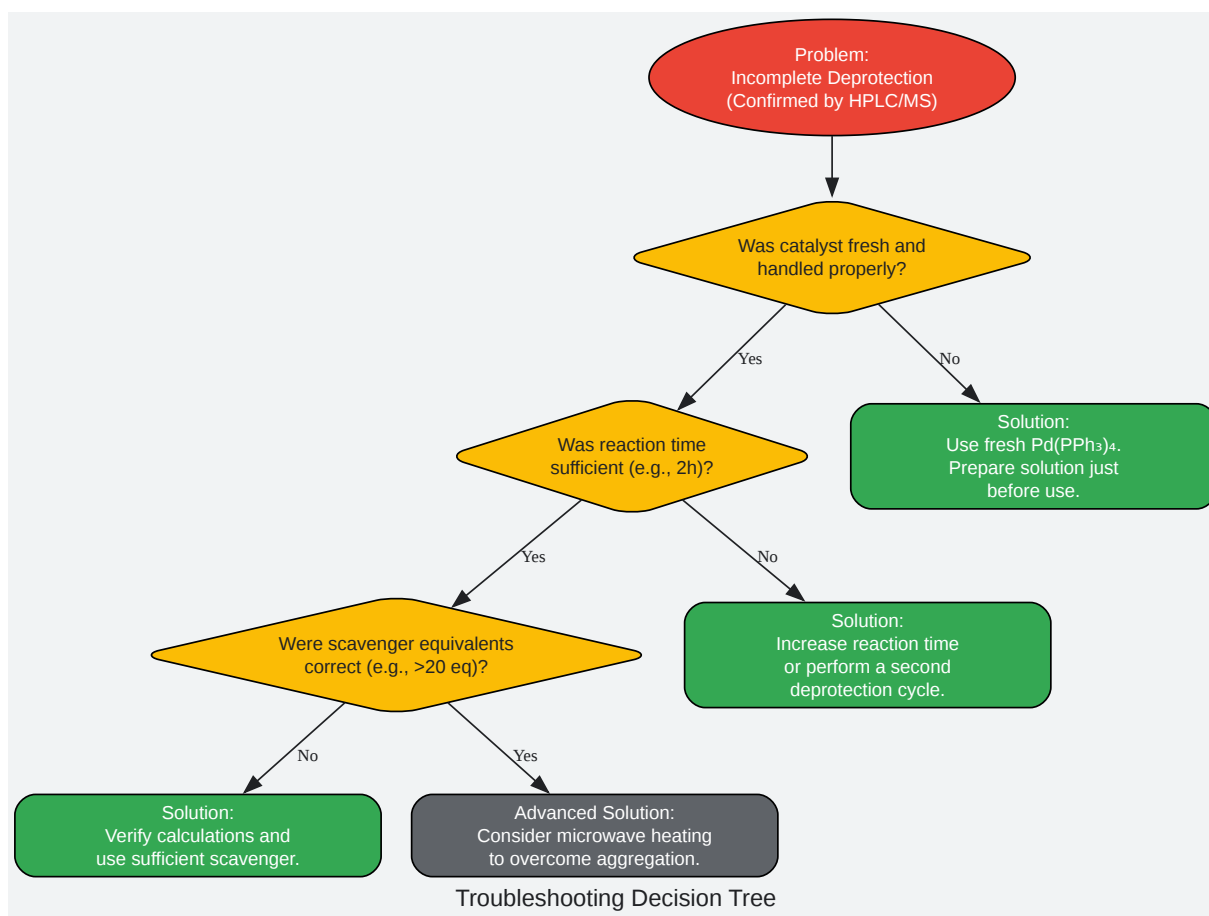 Problem:
Incomplete Deprotection
(Confirmed by HPLC/MS)
Was catalyst fresh and
handled properly?
Yes
No
Was reaction time
sufficient (e.g., 2h)?
Solution:
Use fresh Pd(PPh₃)₄.
Prepare solution just
before use.
Yes
No
Were scavenger equivalents
correct (e.g., >20 eq)?
Solution:
Increase reaction time
or perform a second
deprotection cycle.
No
Yes
Solution:
Verify calculations and
use sufficient scavenger.
Advanced Solution:
Consider microwave heating
to overcome aggregation.
Troubleshooting Decision Tree